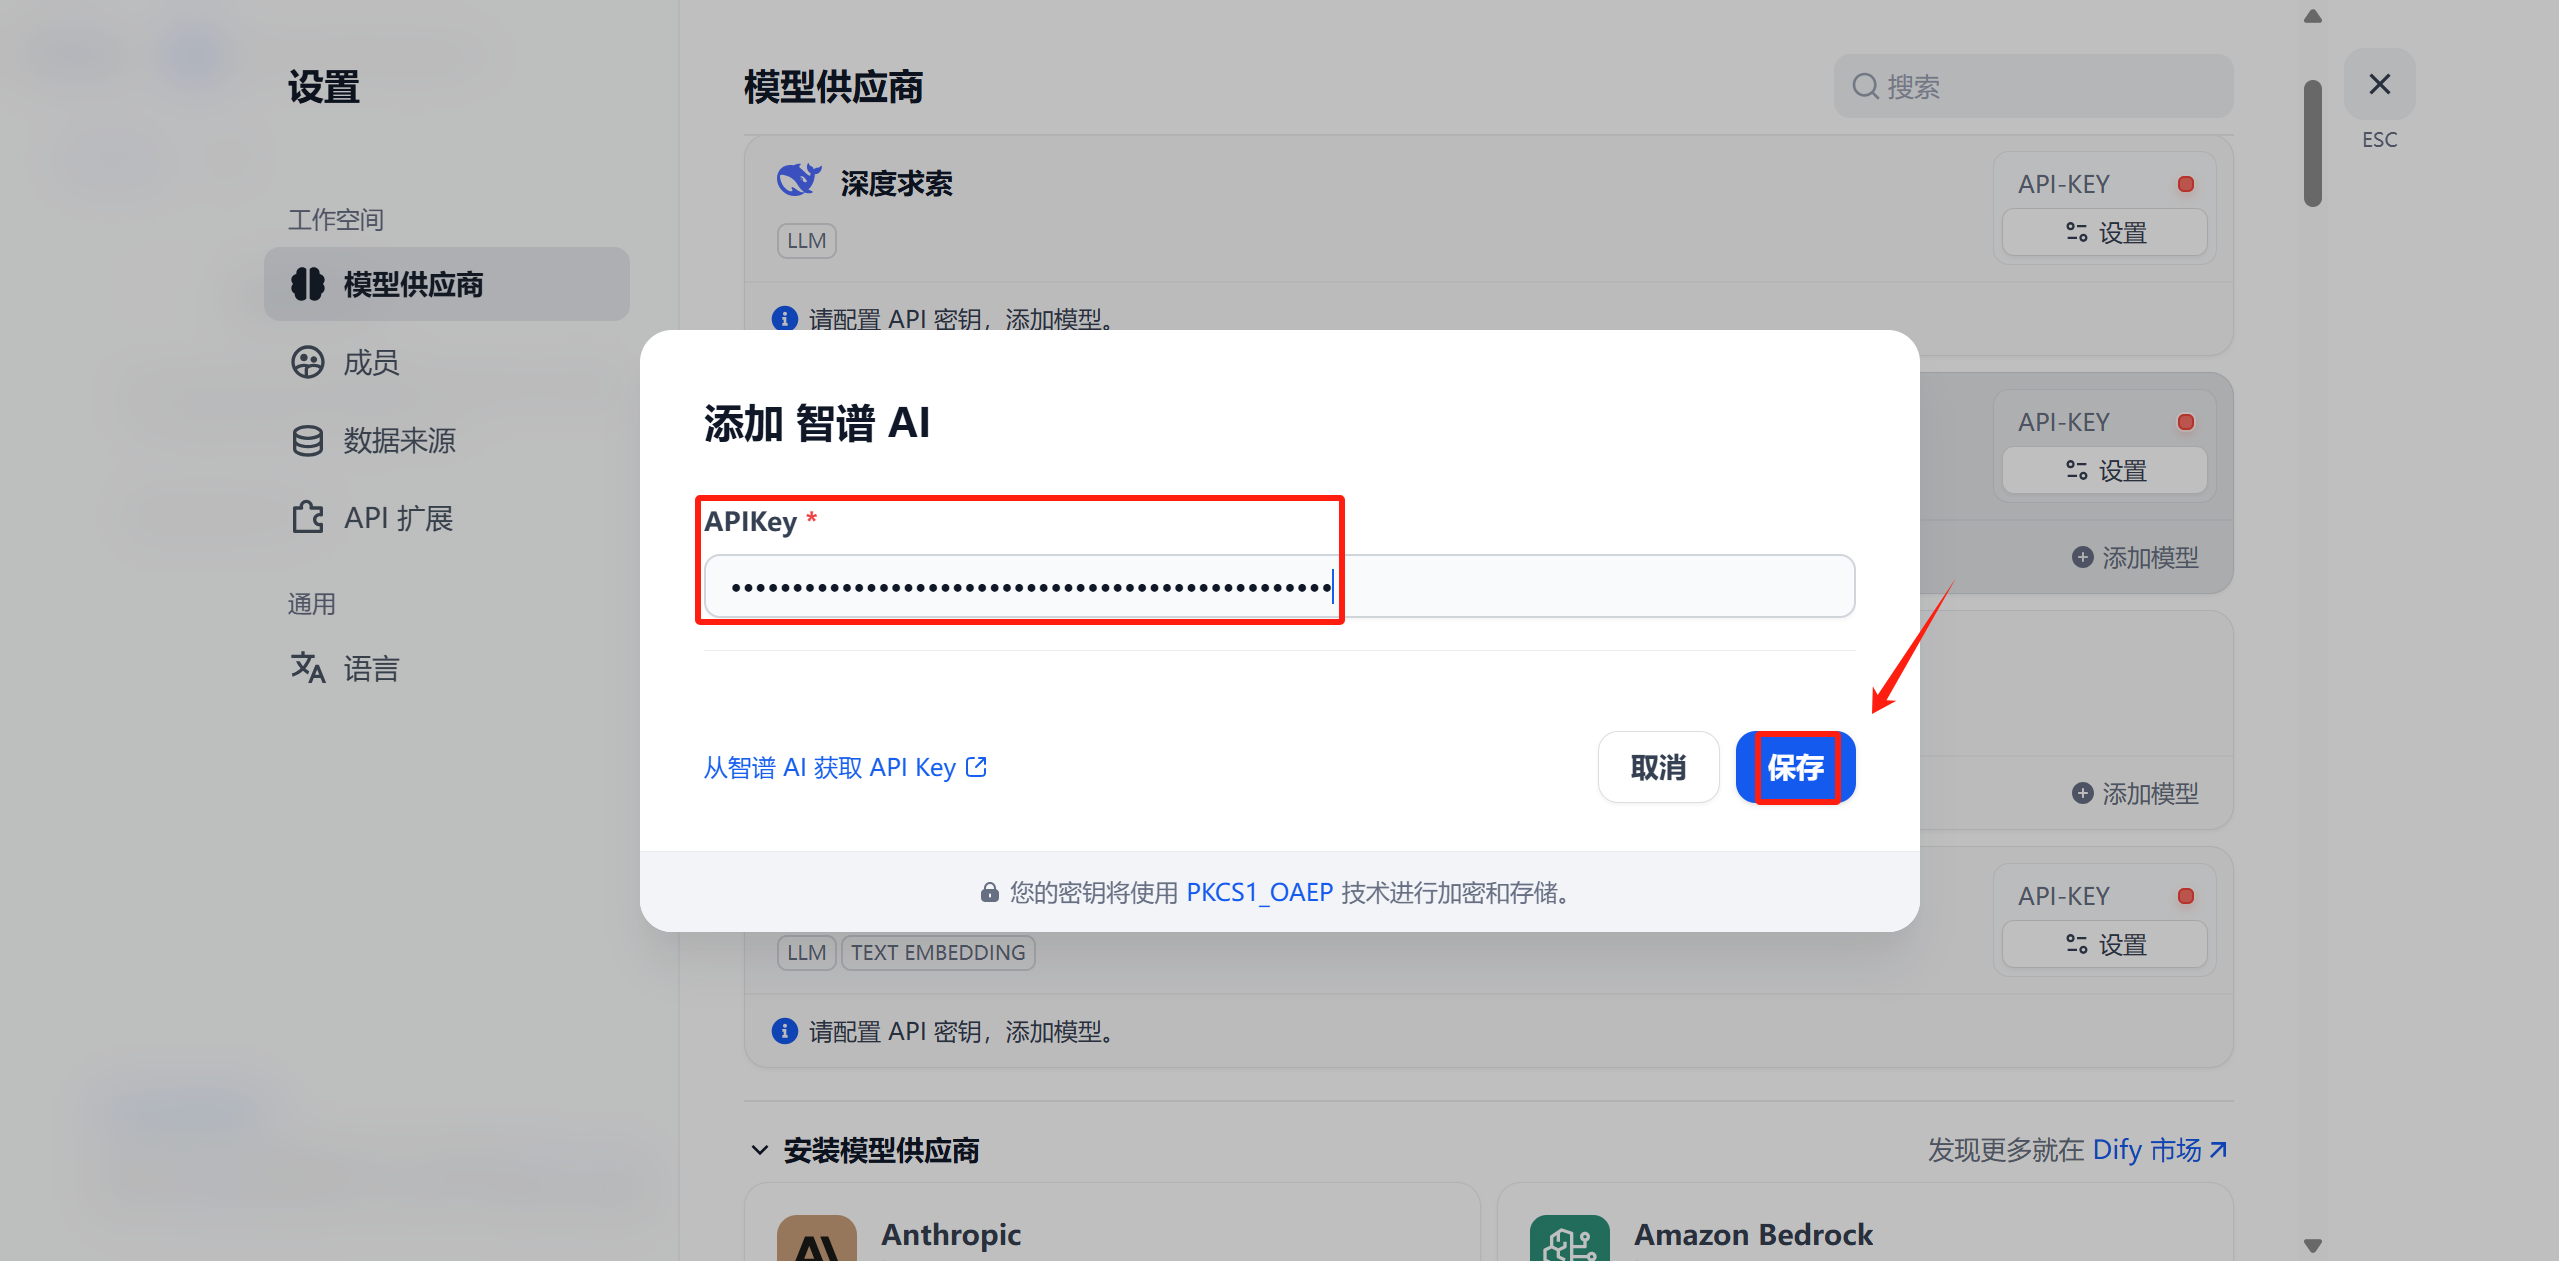 设置
工作空间
模型供应商
成员
数据来源
API 扩展
通用
语言
模型供应商
搜索
ESC
深度求索
LLM
API-KEY
设置
请配置 API 密钥，添加模型。
API-KEY
设置
添加模型
添加模型
添加 智谱 AI
APIKey *
从智谱 AI 获取 API Key
取消
保存
您的密钥将使用 PKCS1_OAEP 技术进行加密和存储。
LLM
TEXT EMBEDDING
API-KEY
设置
请配置 API 密钥，添加模型。
安装模型供应商
发现更多就在 Dify 市场
Anthropic
Amazon Bedrock